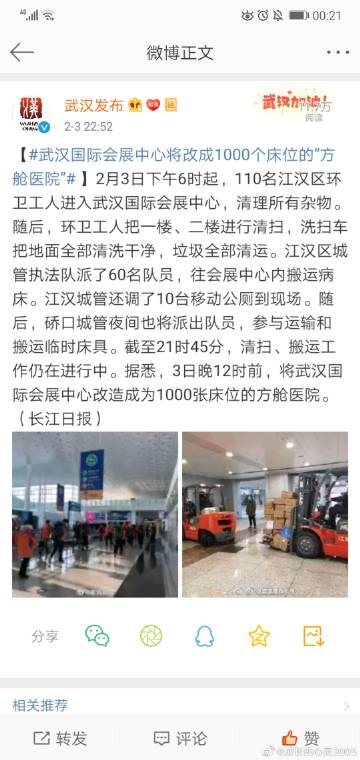 4G
00:21
微博正文
武汉发布
2-3 22:52
武汉加油!
阅读
【#武汉国际会展中心将改成1000个床位的“方
舱医院”# 】2月3日下午6时起，110名江汉区环
卫工人进入武汉国际会展中心，清理所有杂物。
随后，环卫工人把一楼、二楼进行清扫，洗扫车
把地面全部清洗干净，垃圾全部清运。江汉区城
管执法队派了60名队员，往会展中心内搬运病
床。江汉城管还调了10台移动公厕到现场。随
后，硚口城管夜间也将派出队员，参与运输和
搬运临时床具。截至21时45分，清扫、搬运工
作仍在进行中。据悉，3日晚12时前，将武汉国
际会展中心改造成为1000张床位的方舱医院。
（长江日报）
分享
相关推荐
转发
评论
赞